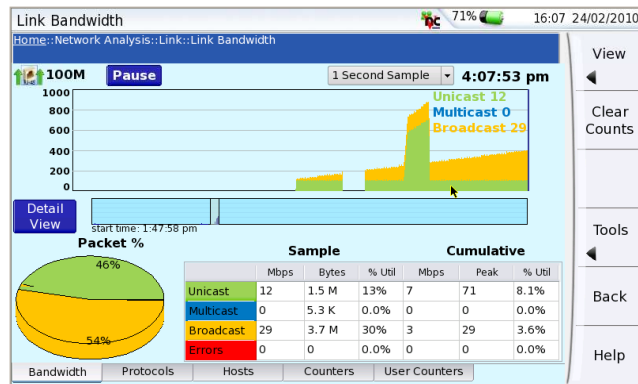 Link Bandwidth
71%
16:07 24/02/2010
Home::Network Analysis::Link::Link Bandwidth
100M
Pause
1 Second Sample
4:07:53 pm
Unicast 12
Multicast 0
Broadcast 29
1000
800
600
400
200
0
Detail View
start time: 1:47:58 pm
Packet %
46%
54%
Sample Cumulative
Mbps Bytes % Util Mbps Peak % Util
Unicast 12 1.5 M 13% 7 71 8.1%
Multicast 0 5.3 K 0.0% 0 0 0.0%
Broadcast 29 3.7 M 30% 3 29 3.6%
Errors 0 0 0.0% 0 0 0.0%
Bandwidth Protocols Hosts Counters User Counters
View
Clear
Counts
Tools
Back
Help